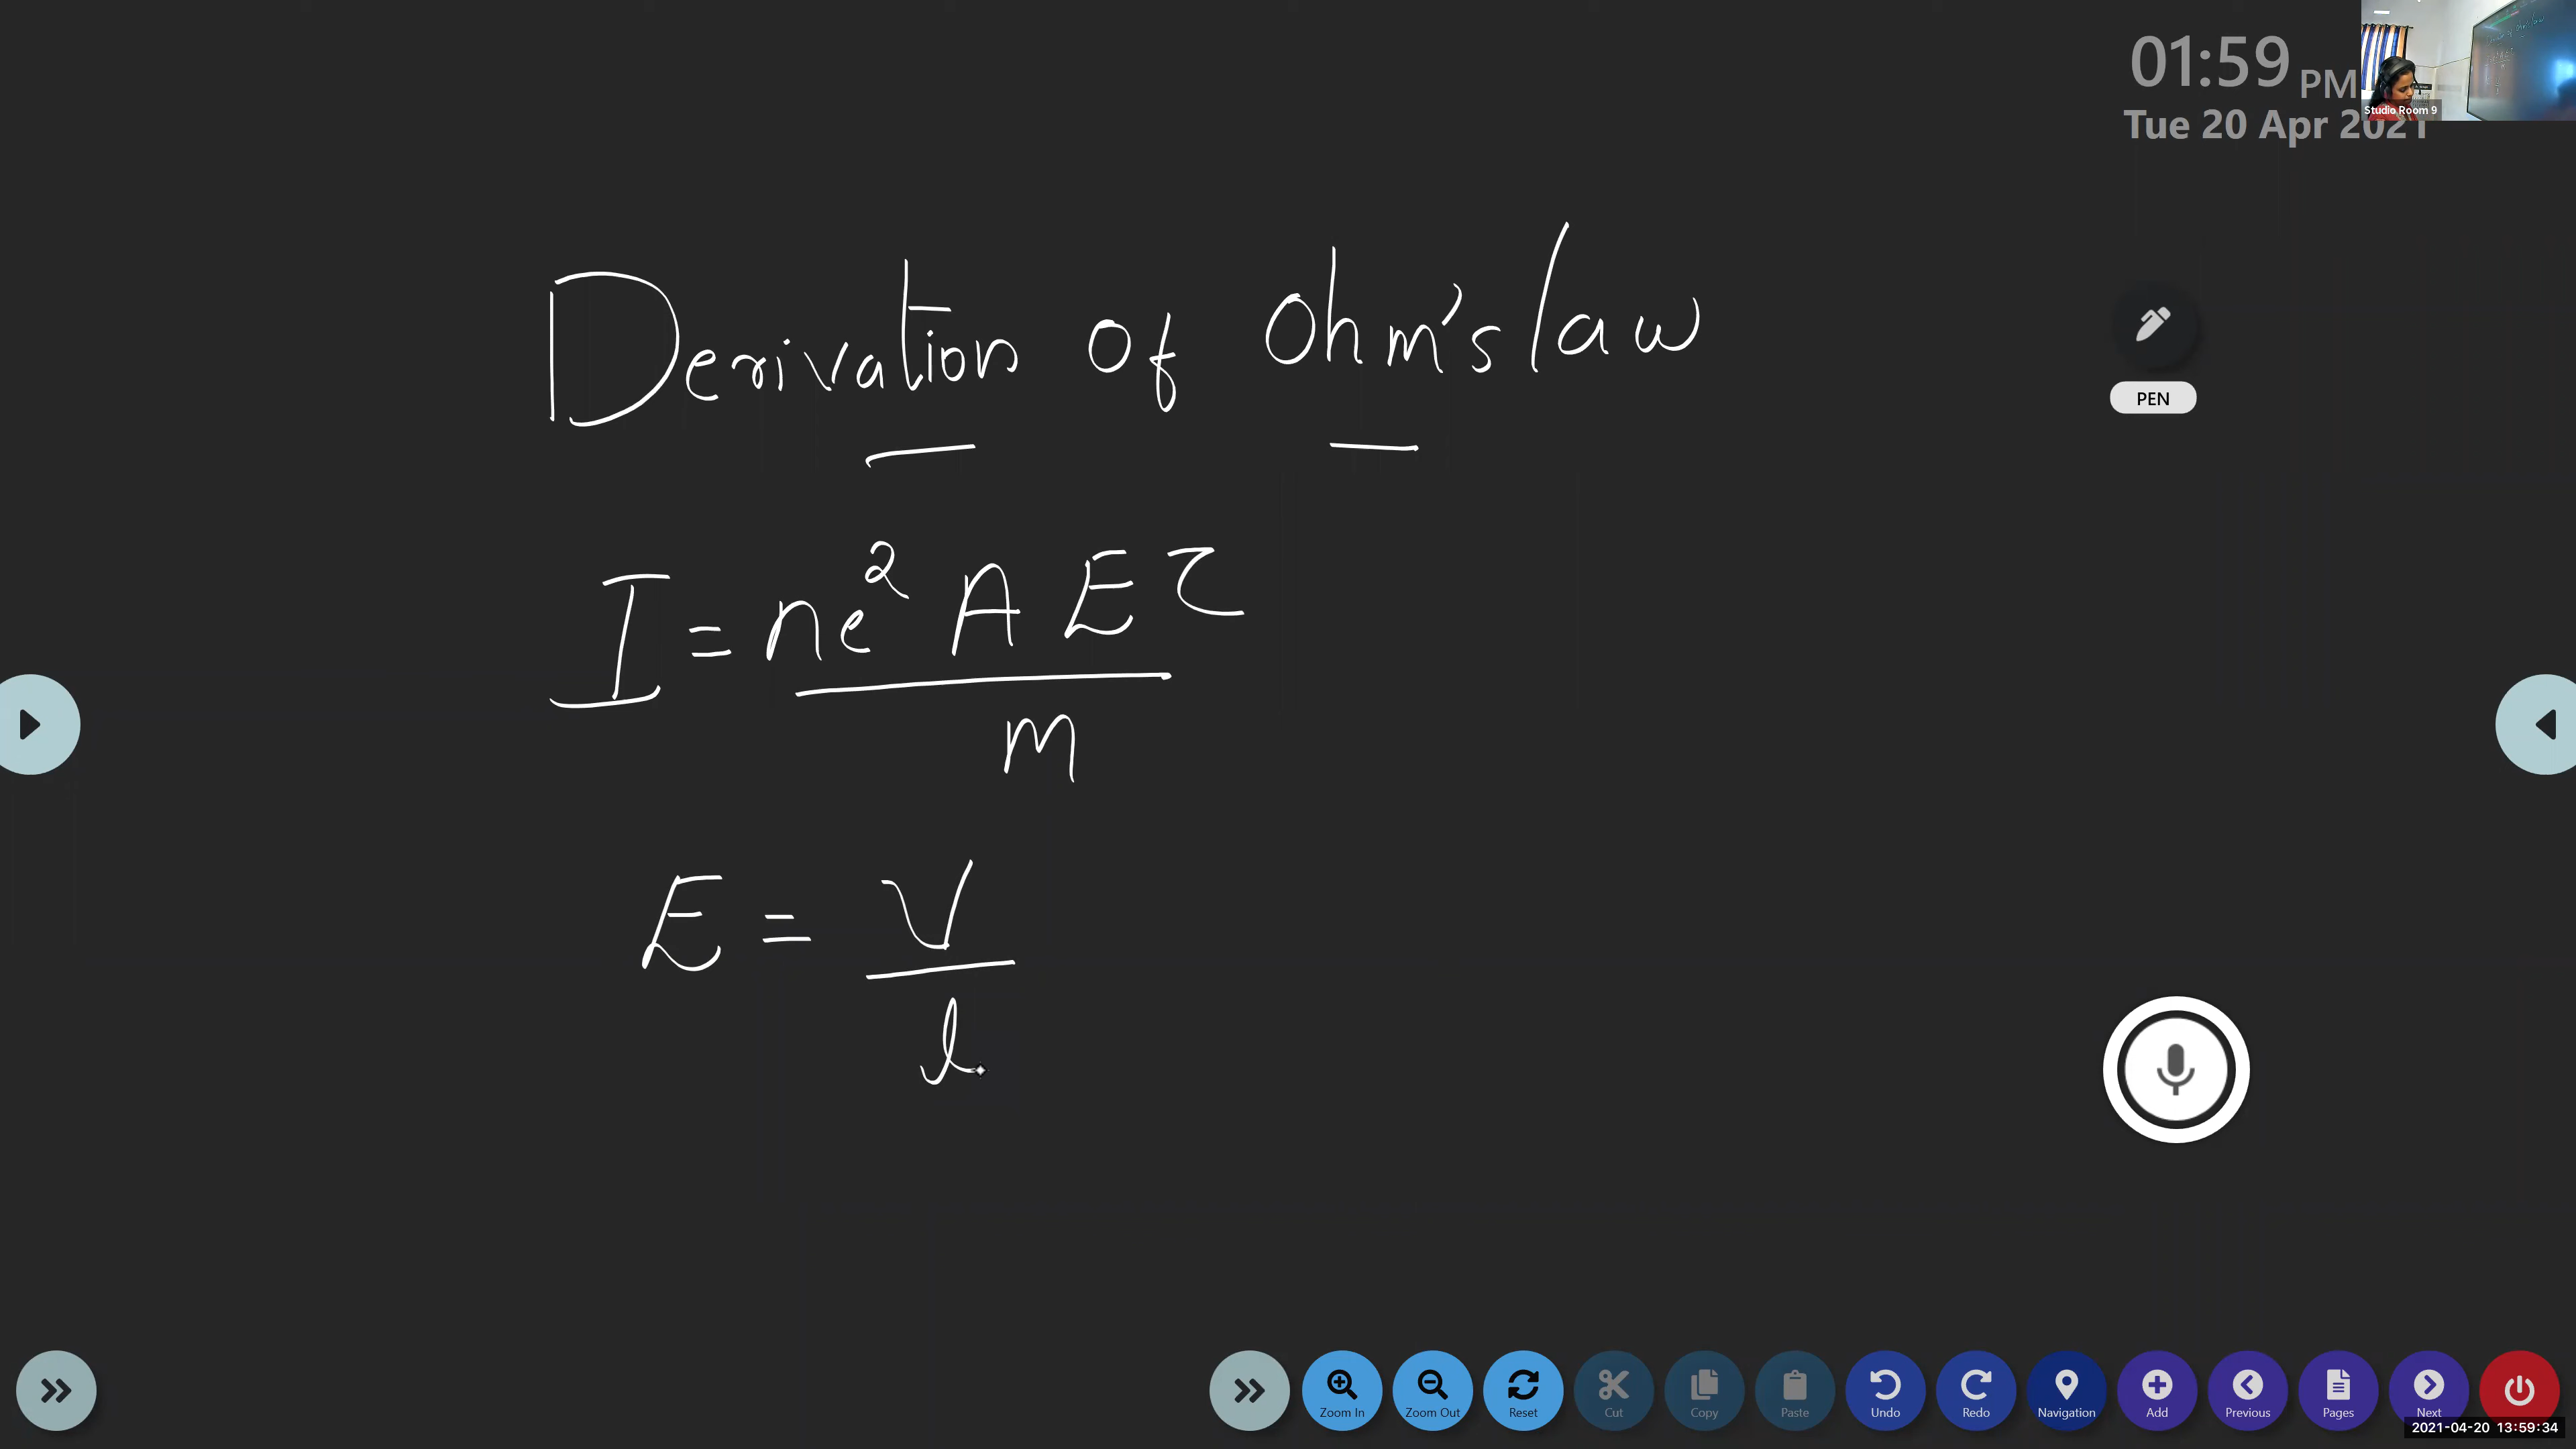 01:59 PM
Studio Room 9
Tue 20 Apr 2021
Derivation of Ohm's law
PEN
I = ne² A E τ
m
E = V
l
Zoom In Zoom Out Reset Cut Copy Paste Undo Redo Navigation Add Previous Pages Next
2021-04-20 13:59:34